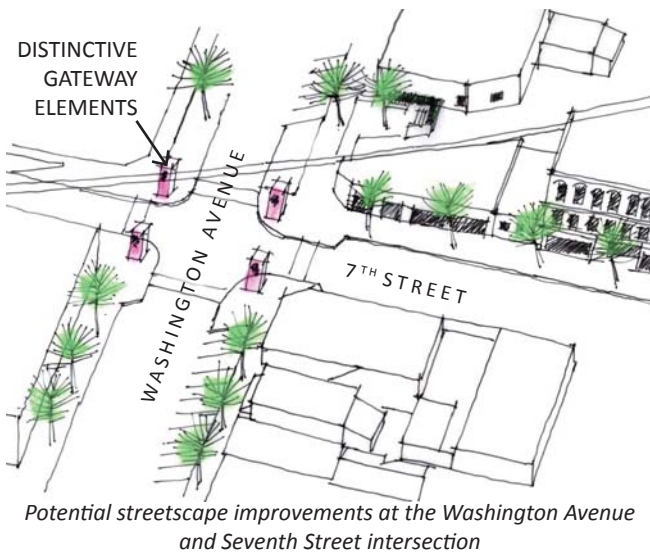 DISTINCTIVE
GATEWAY
ELEMENTS
WASHINGTON AVENUE
7TH STREET
Potential streetscape improvements at the Washington Avenue
and Seventh Street intersection